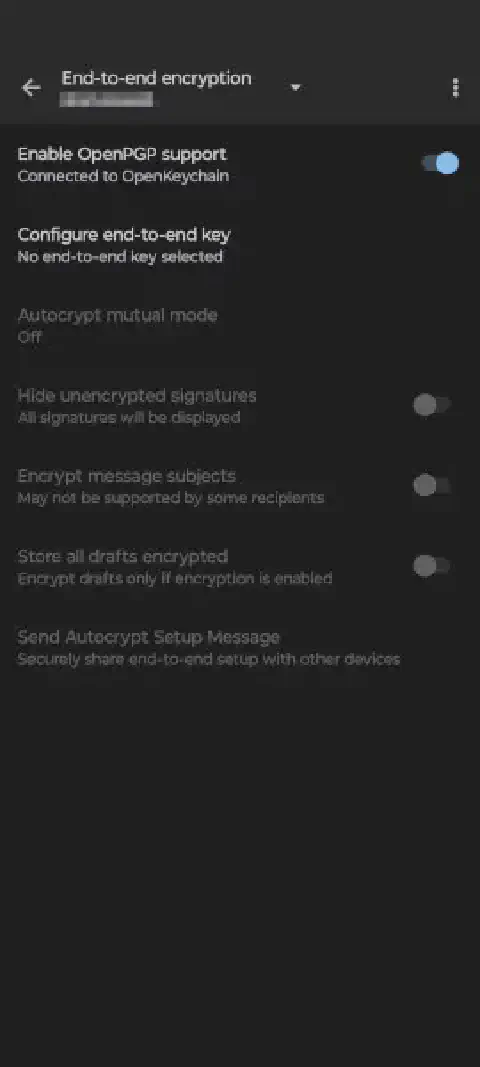 End-to-end encryption
Enable OpenPGP support
Connected to OpenKeychain
Configure end-to-end key
No end-to-end key selected
Autocrypt mutual mode
Off
Hide unencrypted signatures
All signatures will be displayed
Encrypt message subjects
May not be supported by some recipients
Store all drafts encrypted
Encrypt drafts only if encryption is enabled
Send Autocrypt Setup Message
Securely share end-to-end setup with other devices